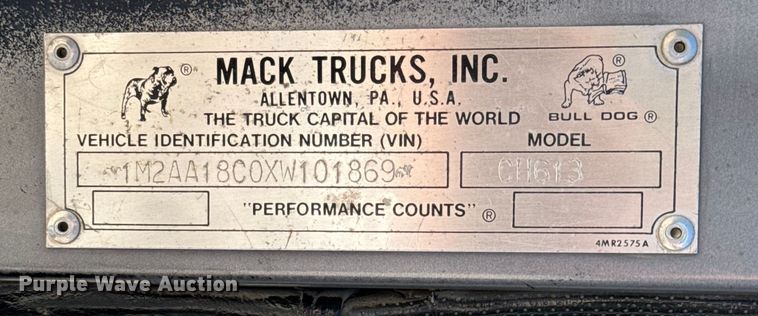 MACK TRUCKS, INC.
ALLENTOWN, PA., U.S.A.
THE TRUCK CAPITAL OF THE WORLD
®
®
BULL DOG ®
VEHICLE IDENTIFICATION NUMBER (VIN) MODEL
1M2AA18C0XW101869 CH613
"PERFORMANCE COUNTS" ®
4MR2575A
Purple Wave Auction